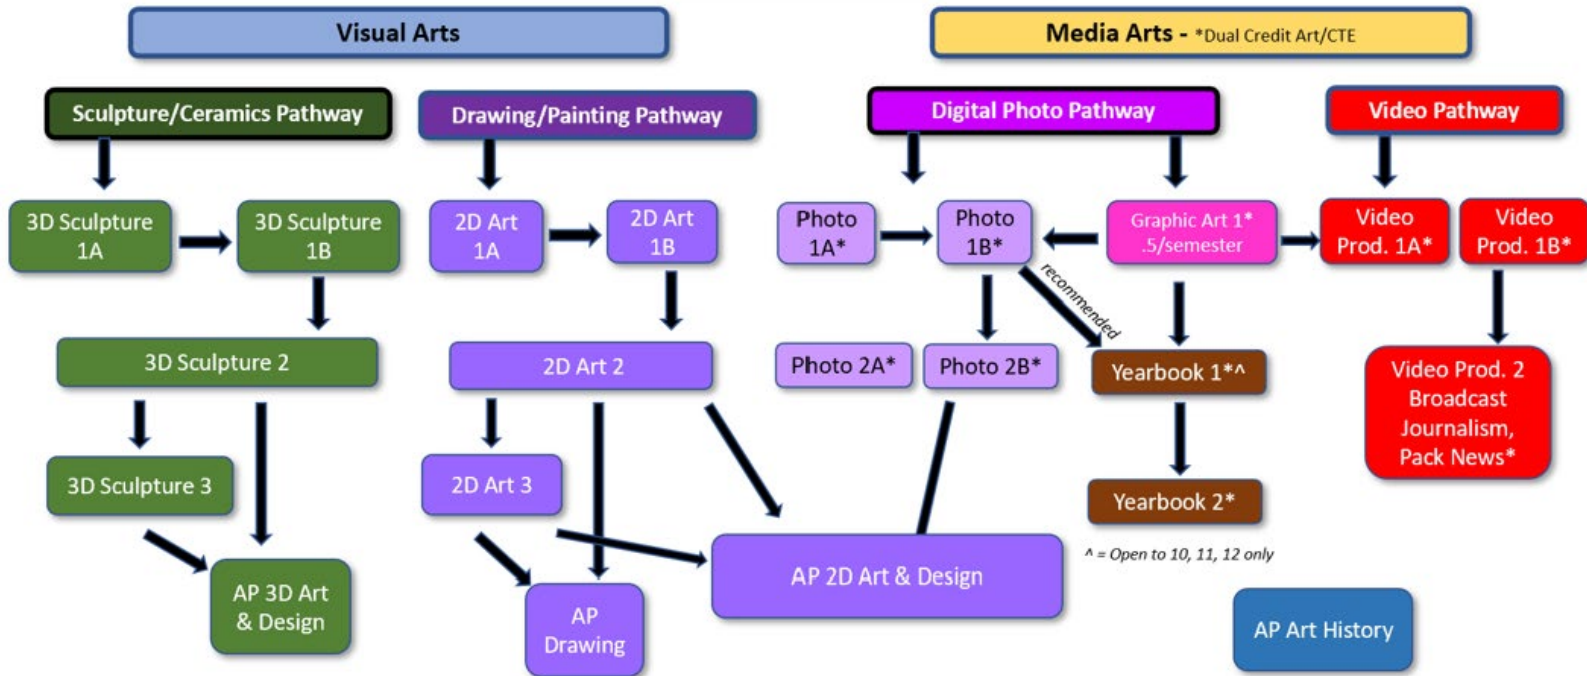 Visual Arts
Media Arts - *Dual Credit Art/CTE
Sculpture/Ceramics Pathway
Drawing/Painting Pathway
Digital Photo Pathway
Video Pathway
3D Sculpture
1A
3D Sculpture
1B
2D Art
1A
2D Art
1B
Photo
1A*
Photo
1B*
Graphic Art 1*
.5/semester
Video
Prod. 1A*
Video
Prod. 1B*
recommended
3D Sculpture 2
2D Art 2
Photo 2A*
Photo 2B*
Yearbook 1*^
Video Prod. 2
Broadcast
Journalism,
Pack News*
3D Sculpture 3
2D Art 3
Yearbook 2*
^ = Open to 10, 11, 12 only
AP 3D Art
& Design
AP
Drawing
AP 2D Art & Design
AP Art History